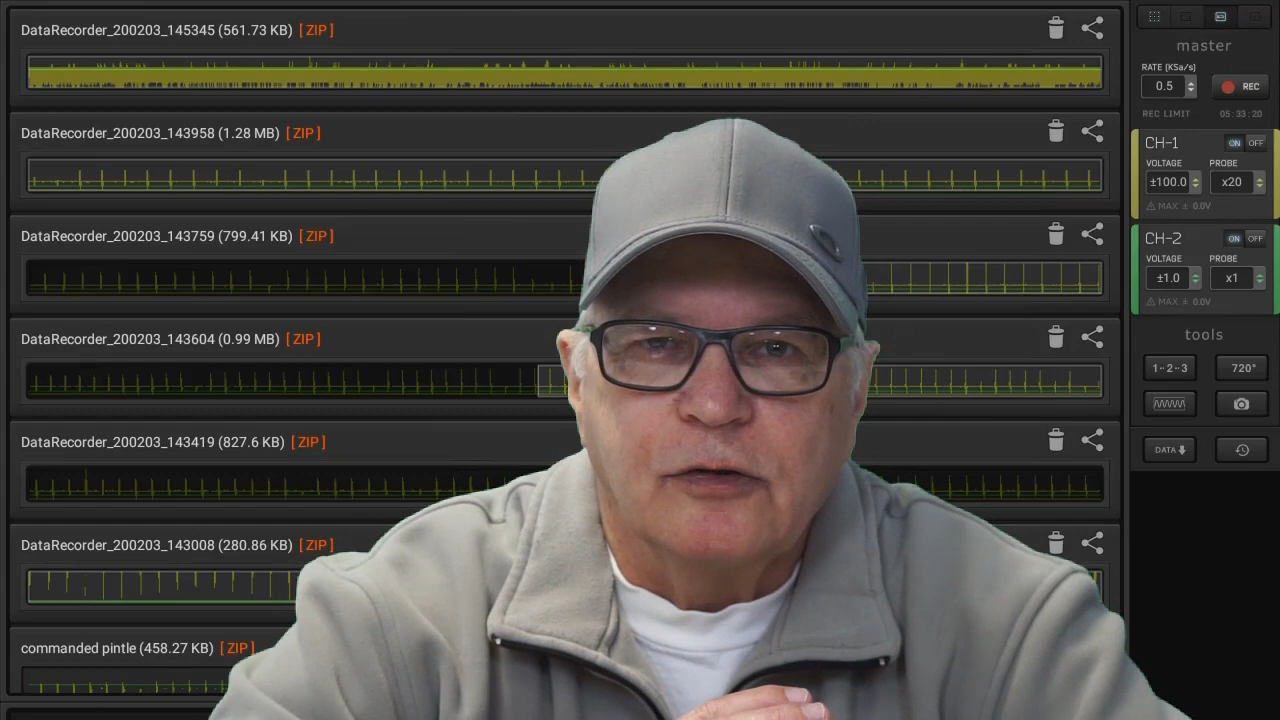 DataRecorder_200203_145345 (561.73 KB) [ ZIP ]
DataRecorder_200203_143958 (1.28 MB) [ ZIP ]
DataRecorder_200203_143759 (799.41 KB) [ ZIP ]
DataRecorder_200203_143604 (0.99 MB) [ ZIP ]
DataRecorder_200203_143419 (827.6 KB) [ ZIP ]
DataRecorder_200203_143008 (280.86 KB) [ ZIP ]
commanded pintle (458.27 KB) [ ZIP ]
master
RATE [KSa/s]
0.5 REC
REC LIMIT 05:33:20
CH-1 ON OFF
VOLTAGE PROBE
±100.0 x20
MAX ± 0.0V
CH-2 ON OFF
VOLTAGE PROBE
±1.0 x1
MAX ± 0.0V
tools
1-2-3 720°
DATA